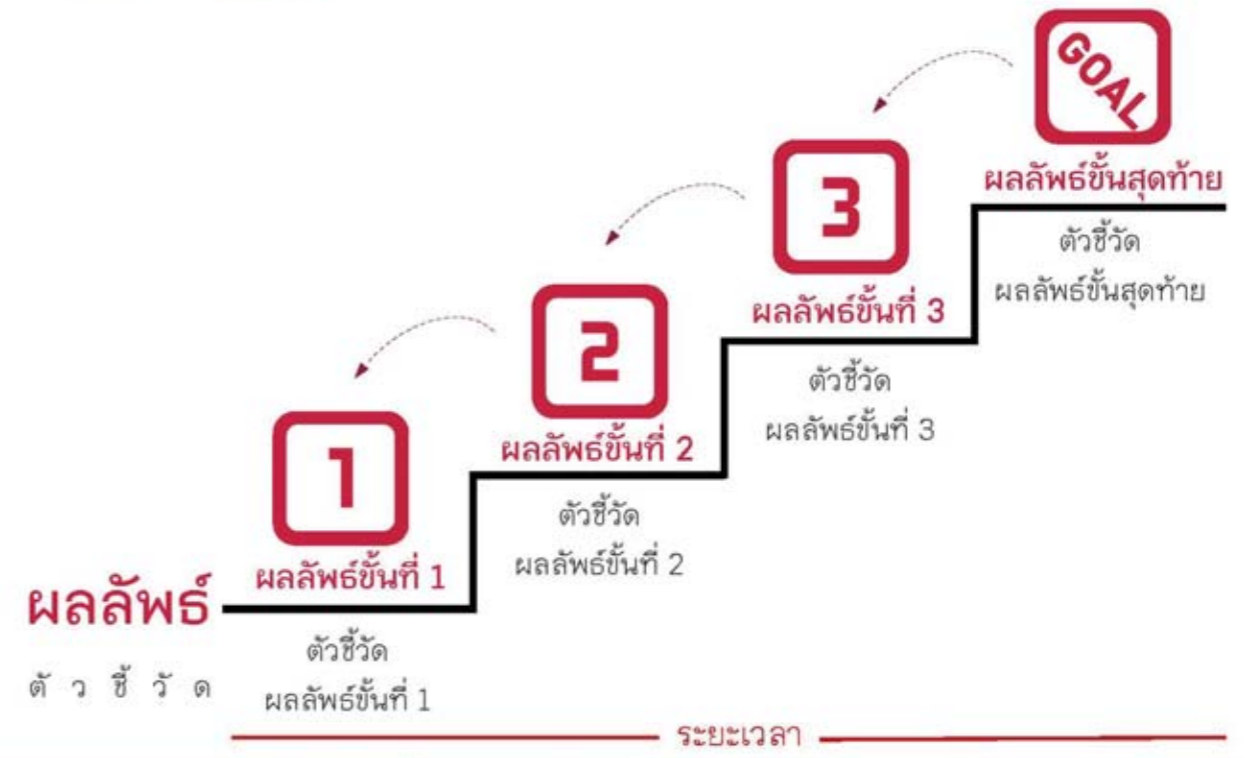 GOAL
ผลลัพธ์ขั้นสุดท้าย
ตัวชี้วัด
ผลลัพธ์ขั้นสุดท้าย
3
ผลลัพธ์ขั้นที่ 3
ตัวชี้วัด
ผลลัพธ์ขั้นที่ 3
2
ผลลัพธ์ขั้นที่ 2
ตัวชี้วัด
ผลลัพธ์ขั้นที่ 2
1
ผลลัพธ์ขั้นที่ 1
ตัวชี้วัด
ผลลัพธ์ขั้นที่ 1
ผลลัพธ์
ตั ว ชี้ วั ด
ระยะเวลา